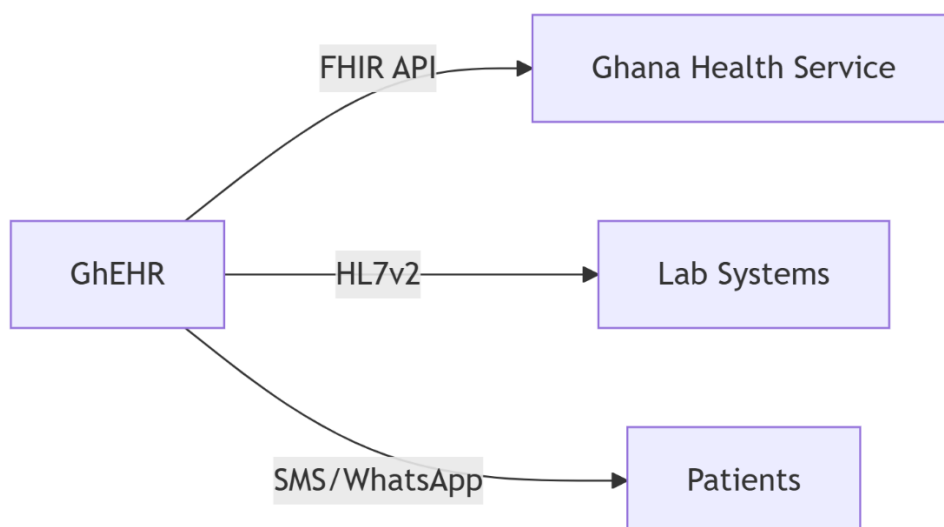 FHIR API
Ghana Health Service
GhEHR
HL7v2
Lab Systems
SMS/WhatsApp
Patients